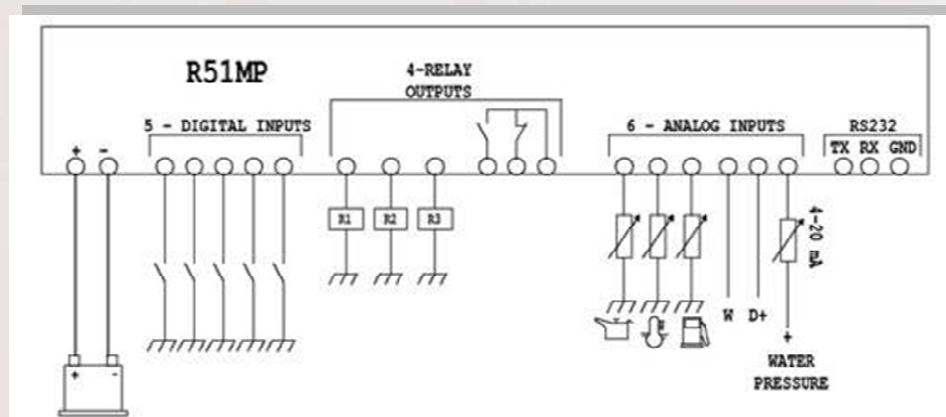 R51MP
4-RELAY
OUTPUTS
5 - DIGITAL INPUTS
6 - ANALOG INPUTS
RS232
+ -
TX RX GND
R1 R2 R3
4-20 mA
W D+
+
WATER
PRESSURE
+ -